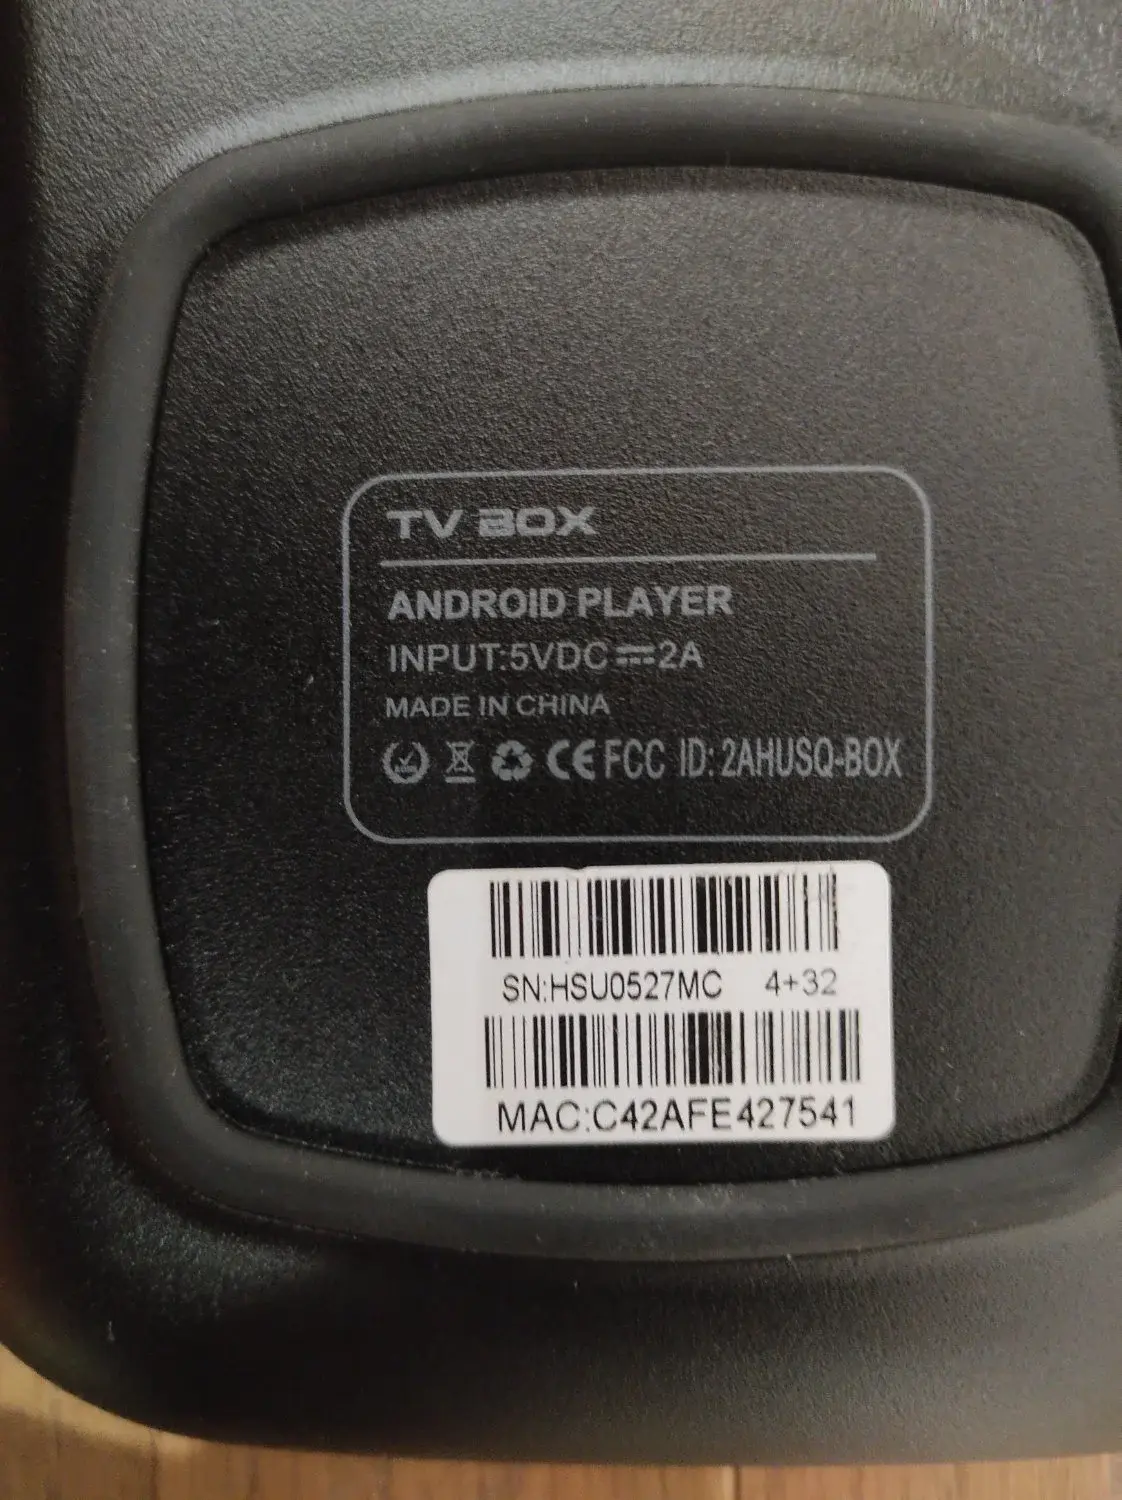 TV BOX
ANDROID PLAYER
INPUT:5VDC⎓2A
MADE IN CHINA
CE FCC ID: 2AHUSQ-BOX
SN:HSU0527MC 4+32
MAC:C42AFE427541